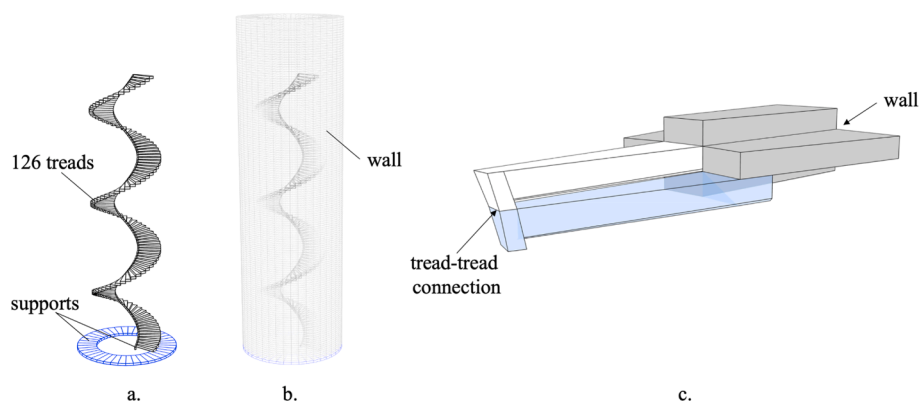 126 treads
supports
wall
wall
tread-tread
connection
a.
b.
c.